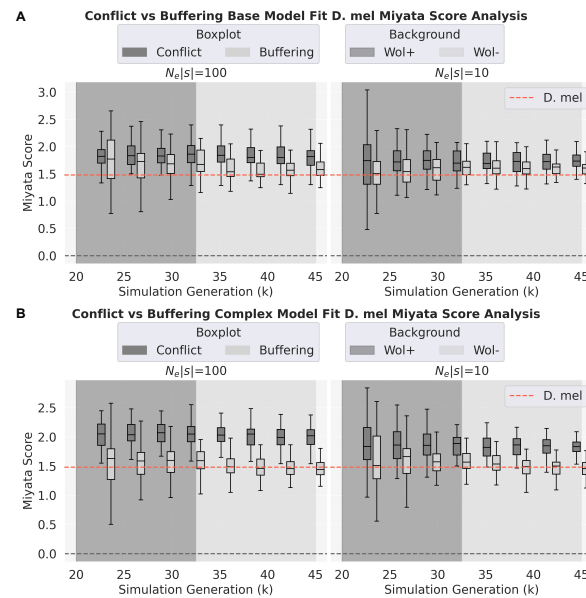 A
Conflict vs Buffering Base Model Fit D. mel Miyata Score Analysis
Boxplot
Conflict Buffering
Background
Wol+ Wol-
Nₑ|s|=100
Nₑ|s|=10
D. mel
Miyata Score
3.0
2.5
2.0
1.5
1.0
0.5
0.0
20 25 30 35 40 45
20 25 30 35 40 45
Simulation Generation (k)
Simulation Generation (k)
B
Conflict vs Buffering Complex Model Fit D. mel Miyata Score Analysis
Boxplot
Conflict Buffering
Background
Wol+ Wol-
Nₑ|s|=100
Nₑ|s|=10
D. mel
Miyata Score
2.5
2.0
1.5
1.0
0.5
0.0
20 25 30 35 40 45
20 25 30 35 40 45
Simulation Generation (k)
Simulation Generation (k)